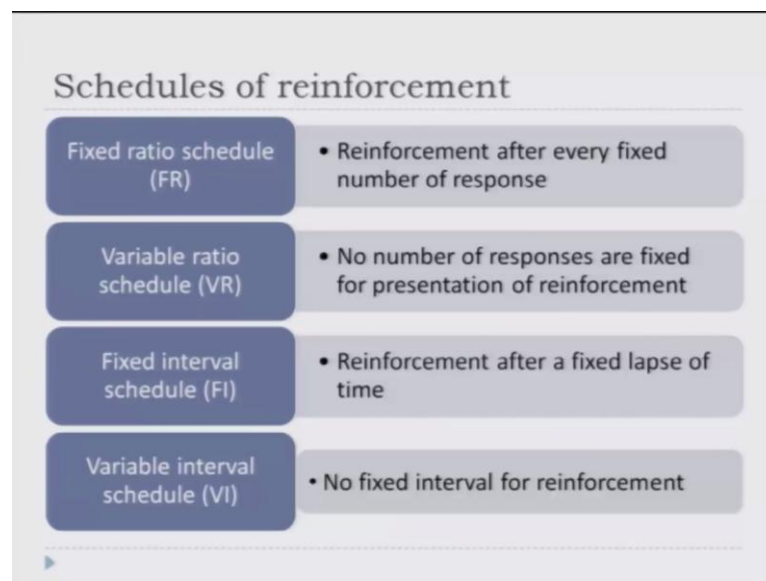 Schedules of reinforcement
Fixed ratio schedule
(FR)
• Reinforcement after every fixed
number of response
Variable ratio
schedule (VR)
• No number of responses are fixed
for presentation of reinforcement
Fixed interval
schedule (FI)
• Reinforcement after a fixed lapse of
time
Variable interval
schedule (VI)
• No fixed interval for reinforcement